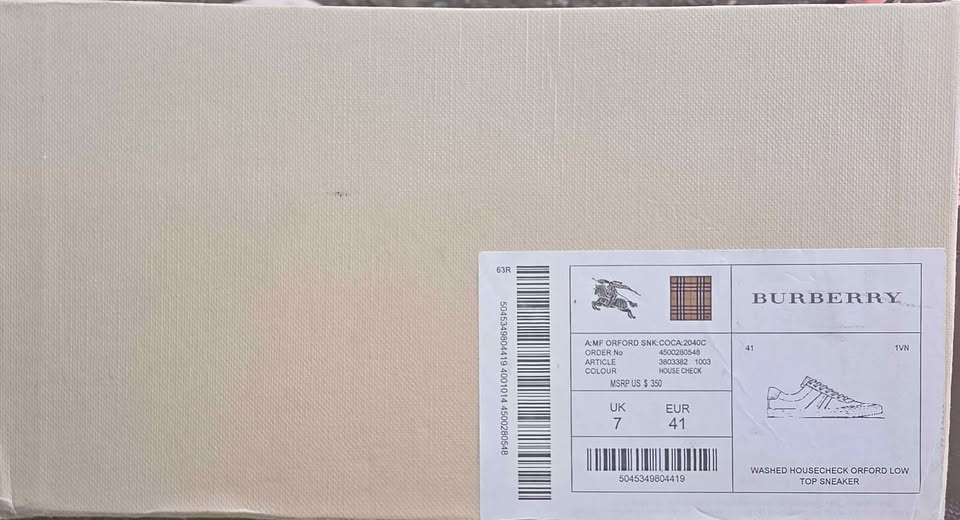 63R
5045349804419 4001014 4500280548
BURBERRY
A:MF ORFORD SNK:COCA:2040C
ORDER No 4500280548
ARTICLE 3803382 1003
COLOUR HOUSE CHECK
MSRP US $ 350
UK EUR
7 41
5045349804419
41 1VN
WASHED HOUSECHECK ORFORD LOW
TOP SNEAKER